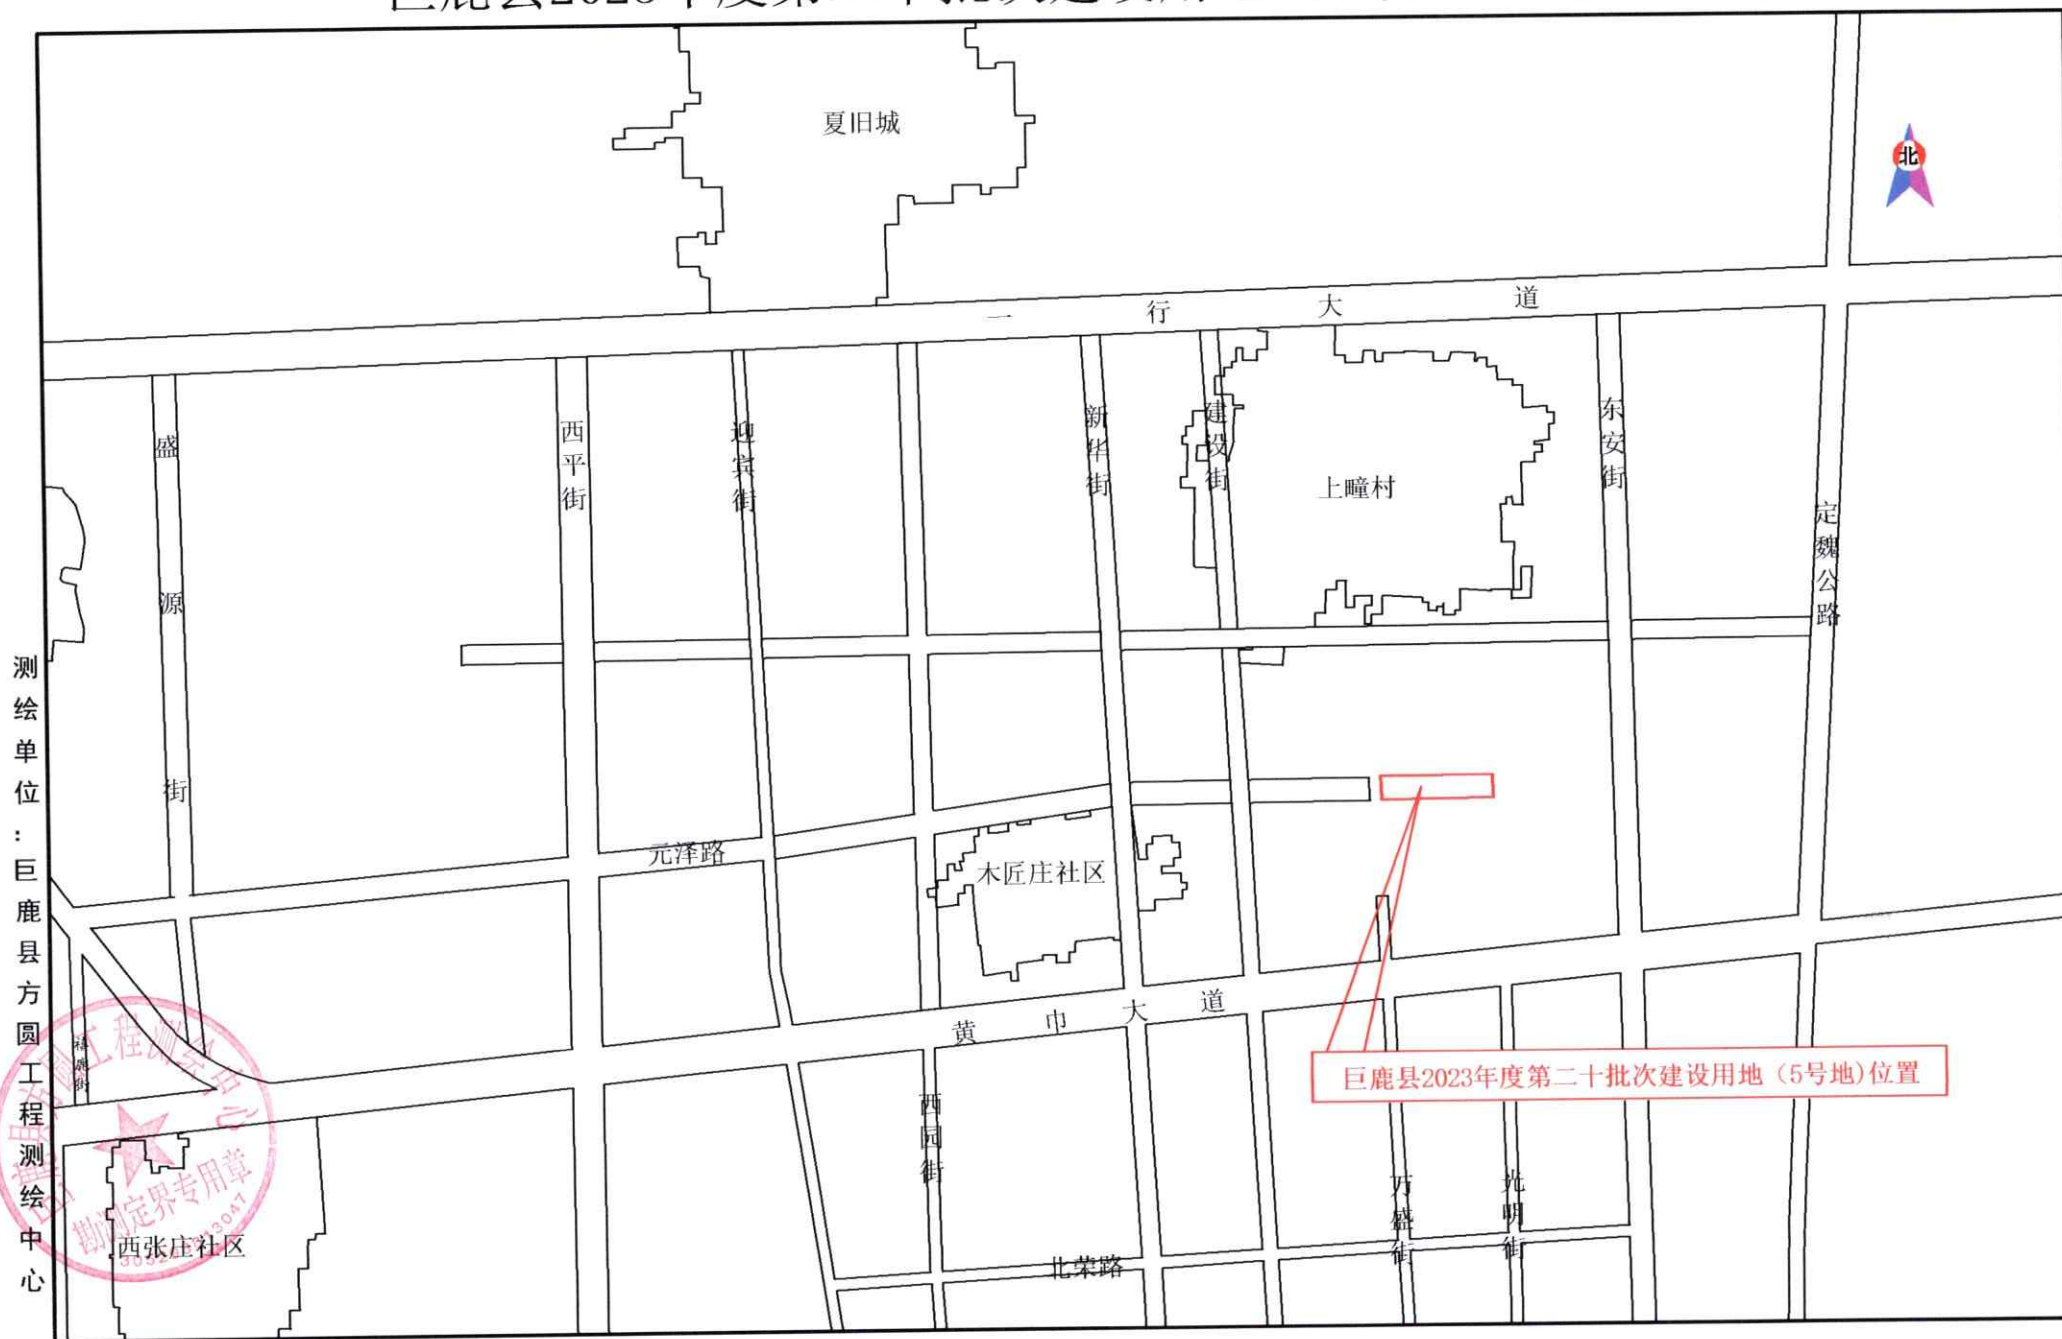 夏旧城
北
一行大道
盛源街
西平街
迎宾街
新华街
建设街
东安街
上疃村
定魏公路
元泽路
木匠庄社区
黄巾大道
巨鹿县2023年度第二十批次建设用地（5号地)位置
西园街
万盛街
光明街
北荣路
西张庄社区
测绘单位：巨鹿县方圆工程测绘中心
勘测定界专用章